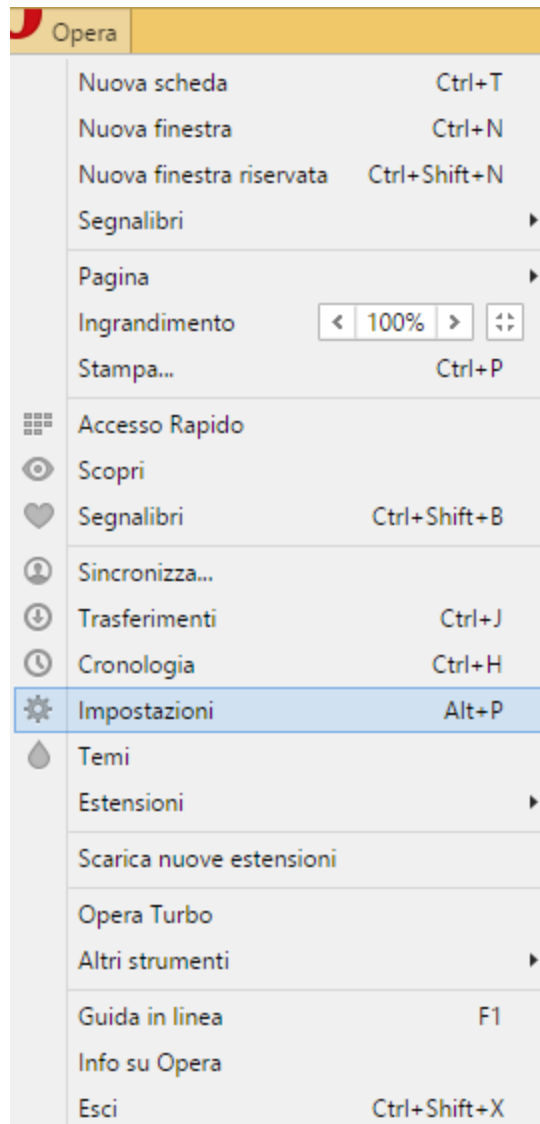 Opera
Nuova scheda Ctrl+T
Nuova finestra Ctrl+N
Nuova finestra riservata Ctrl+Shift+N
Segnalibri
Pagina
Ingrandimento < 100% >
Stampa... Ctrl+P
Accesso Rapido
Scopri
Segnalibri Ctrl+Shift+B
Sincronizza...
Trasferimenti Ctrl+J
Cronologia Ctrl+H
Impostazioni Alt+P
Temi
Estensioni
Scarica nuove estensioni
Opera Turbo
Altri strumenti
Guida in linea F1
Info su Opera
Esci Ctrl+Shift+X